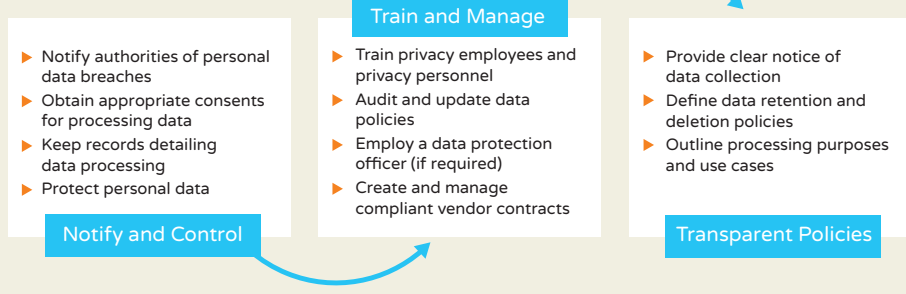 Notify authorities of personal
data breaches
Obtain appropriate consents
for processing data
Keep records detailing
data processing
Protect personal data
Notify and Control
Train and Manage
Train privacy employees and
privacy personnel
Audit and update data
policies
Employ a data protection
officer (if required)
Create and manage
compliant vendor contracts
Provide clear notice of
data collection
Define data retention and
deletion policies
Outline processing purposes
and use cases
Transparent Policies